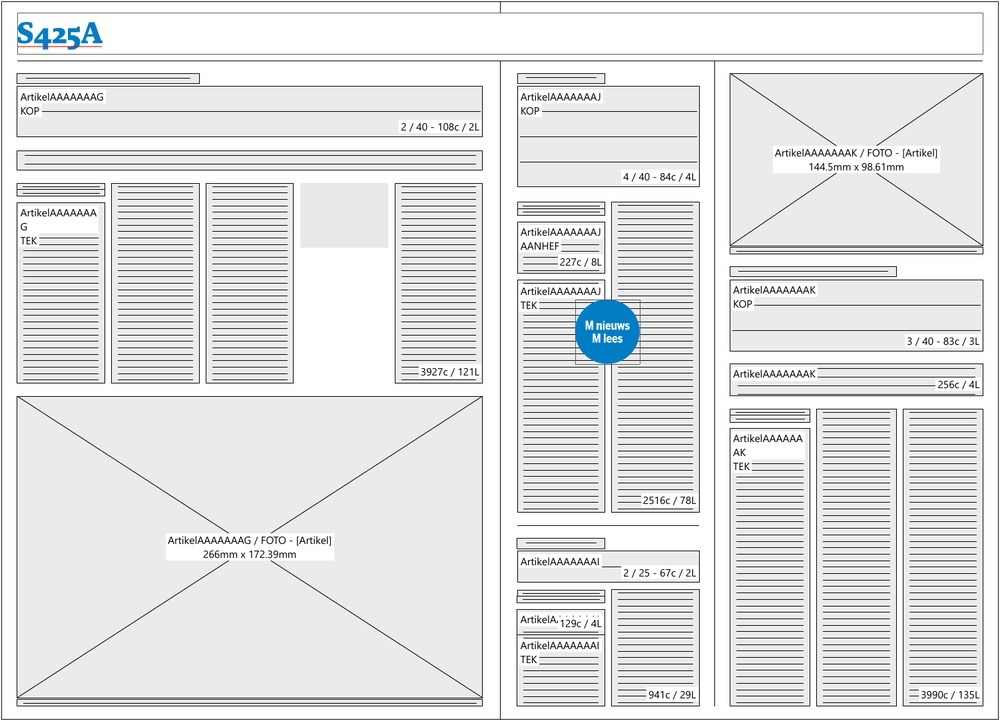 S425A
ArtikelAAAAAAAG
KOP
2 / 40 - 108c / 2L
ArtikelAAAAAAA
G
TEK
3927c / 121L
ArtikelAAAAAAAG / FOTO - [Artikel]
266mm x 172.39mm
ArtikelAAAAAAAJ
KOP
4 / 40 - 84c / 4L
ArtikelAAAAAAAJ
AANHEF
227c / 8L
ArtikelAAAAAAAJ
TEK
M nieuws
M lees
2516c / 78L
ArtikelAAAAAAAI
2 / 25 - 67c / 2L
ArtikelA 129c / 4L
ArtikelAAAAAAAI
TEK
941c / 29L
ArtikelAAAAAAAK / FOTO - [Artikel]
144.5mm x 98.61mm
ArtikelAAAAAAAK
KOP
3 / 40 - 83c / 3L
ArtikelAAAAAAAK
256c / 4L
ArtikelAAAAAA
AK
TEK
3990c / 135L